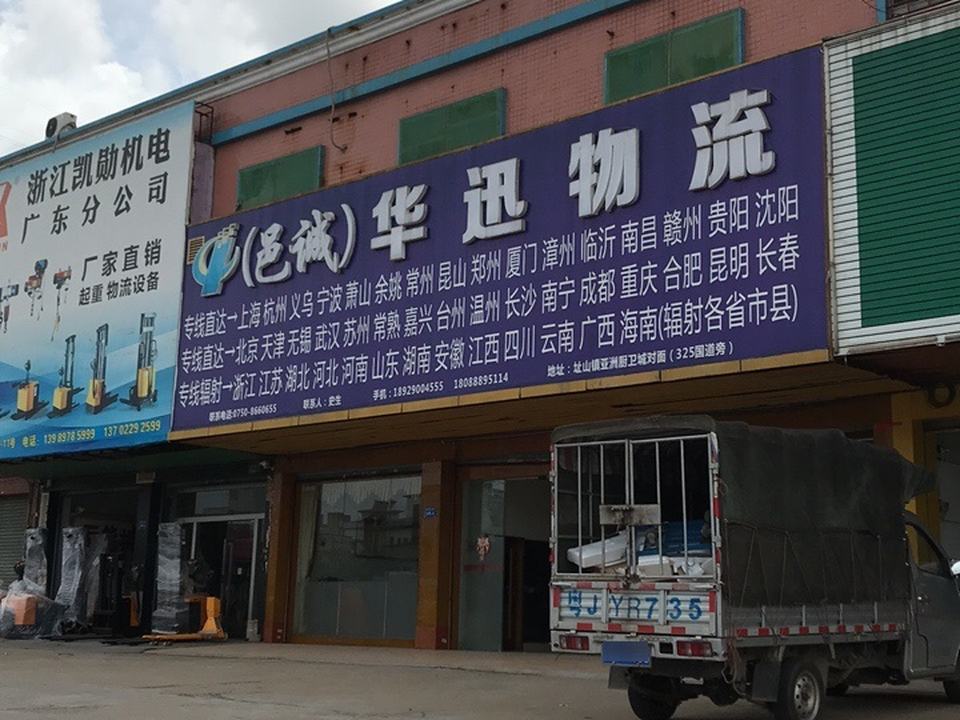 浙江凯勋机电
广东分公司
厂家直销
起重 物流设备
电话：139 8978 5999 137 0229 2599
(邑诚) 华迅物流
专线直达→上海 杭州 义乌 宁波 萧山 余姚 常州 昆山 郑州 厦门 漳州 临沂 南昌 赣州 贵阳 沈阳
专线直达→北京 天津 无锡 武汉 苏州 常熟 嘉兴 台州 温州 长沙 南宁 成都 重庆 合肥 昆明 长春
专线辐射→浙江 江苏 湖北 河北 河南 山东 湖南 安徽 江西 四川 云南 广西 海南(辐射各省市县)
联系电话:0750-8660655 联系人：史生 手机：18929004555 18088895114 地址：址山镇亚洲厨卫城对面（325国道旁）
粤J YR735